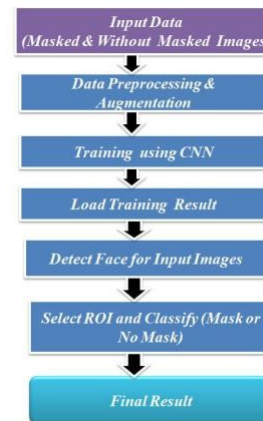 Input Data
(Masked & Without Masked Images)
Data Preprocessing &
Augmentation
Training using CNN
Load Training Result
Detect Face for Input Images
Select ROI and Classify (Mask or
No Mask)
Final Result